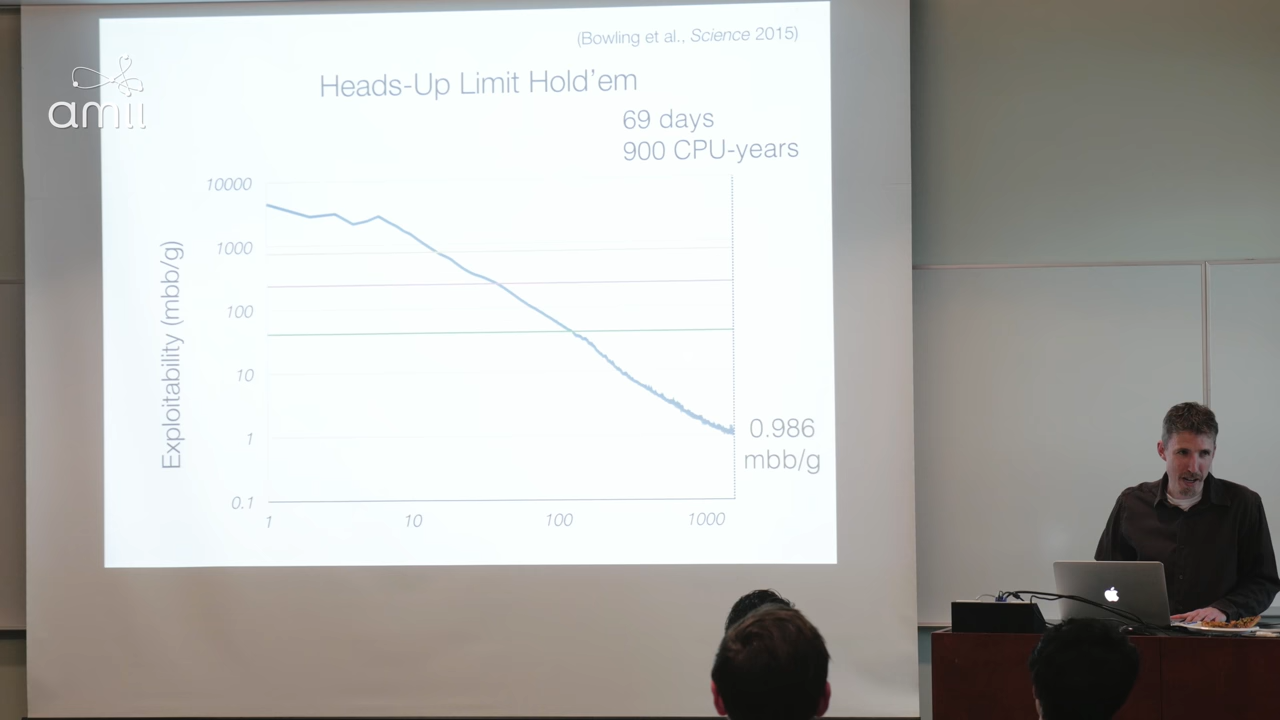 (Bowling et al., Science 2015)
Heads-Up Limit Hold'em
amii
69 days
900 CPU-years
Exploitability (mbb/g)
10000
1000
100
10
1
0.1
1
10
100
1000
0.986
mbb/g